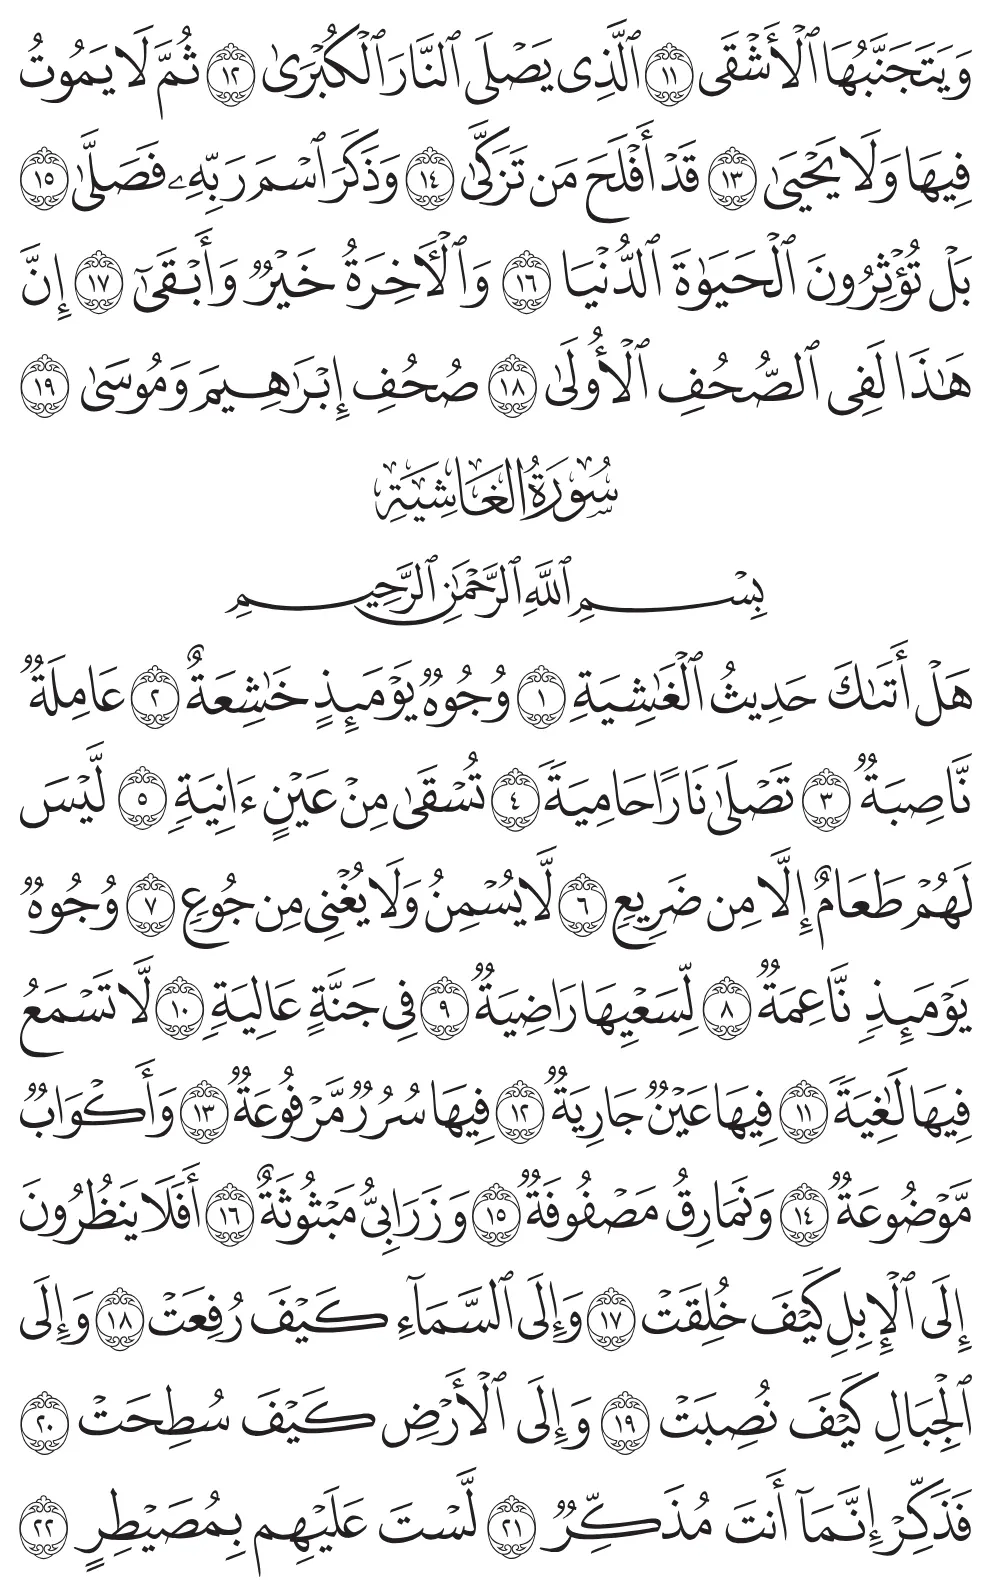 وَيَتَجَنَّبُهَا ٱلْأَشْقَى ١١ ٱلَّذِى يَصْلَى ٱلنَّارَ ٱلْكُبْرَىٰ ١٢ ثُمَّ لَا يَمُوتُ
فِيهَا وَلَا يَحْيَىٰ ١٣ قَدْ أَفْلَحَ مَن تَزَكَّىٰ ١٤ وَذَكَرَ ٱسْمَ رَبِّهِۦ فَصَلَّىٰ ١٥
بَلْ تُؤْثِرُونَ ٱلْحَيَوٰةَ ٱلدُّنْيَا ١٦ وَٱلْأَخِرَةُ خَيْرٌ وَأَبْقَىٰٓ ١٧ إِنَّ
هَٰذَا لَفِى ٱلصُّحُفِ ٱلْأُولَىٰ ١٨ صُحُفِ إِبْرَٰهِيمَ وَمُوسَىٰ ١٩
سُورَةُ الغَاشِيَةِ
بِسْمِ ٱللَّهِ ٱلرَّحْمَٰنِ ٱلرَّحِيمِ
هَلْ أَتَىٰكَ حَدِيثُ ٱلْغَٰشِيَةِ ١ وُجُوهٌ يَوْمَئِذٍ خَٰشِعَةٌ ٢ عَامِلَةٌ
نَّاصِبَةٌ ٣ تَصْلَىٰ نَارًا حَامِيَةً ٤ تُسْقَىٰ مِنْ عَيْنٍ ءَانِيَةٍ ٥ لَّيْسَ
لَهُمْ طَعَامٌ إِلَّا مِن ضَرِيعٍ ٦ لَّا يُسْمِنُ وَلَا يُغْنِى مِن جُوعٍ ٧ وُجُوهٌ
يَوْمَئِذٍ نَّاعِمَةٌ ٨ لِّسَعْيِهَا رَاضِيَةٌ ٩ فِى جَنَّةٍ عَالِيَةٍ ١٠ لَّا تَسْمَعُ
فِيهَا لَٰغِيَةً ١١ فِيهَا عَيْنٌ جَارِيَةٌ ١٢ فِيهَا سُرُرٌ مَّرْفُوعَةٌ ١٣ وَأَكْوَابٌ
مَّوْضُوعَةٌ ١٤ وَنَمَارِقُ مَصْفُوفَةٌ ١٥ وَزَرَابِىُّ مَبْثُوثَةٌ ١٦ أَفَلَا يَنظُرُونَ
إِلَى ٱلْإِبِلِ كَيْفَ خُلِقَتْ ١٧ وَإِلَى ٱلسَّمَآءِ كَيْفَ رُفِعَتْ ١٨ وَإِلَى
ٱلْجِبَالِ كَيْفَ نُصِبَتْ ١٩ وَإِلَى ٱلْأَرْضِ كَيْفَ سُطِحَتْ ٢٠
فَذَكِّرْ إِنَّمَآ أَنتَ مُذَكِّرٌ ٢١ لَّسْتَ عَلَيْهِم بِمُصَيْطِرٍ ٢٢